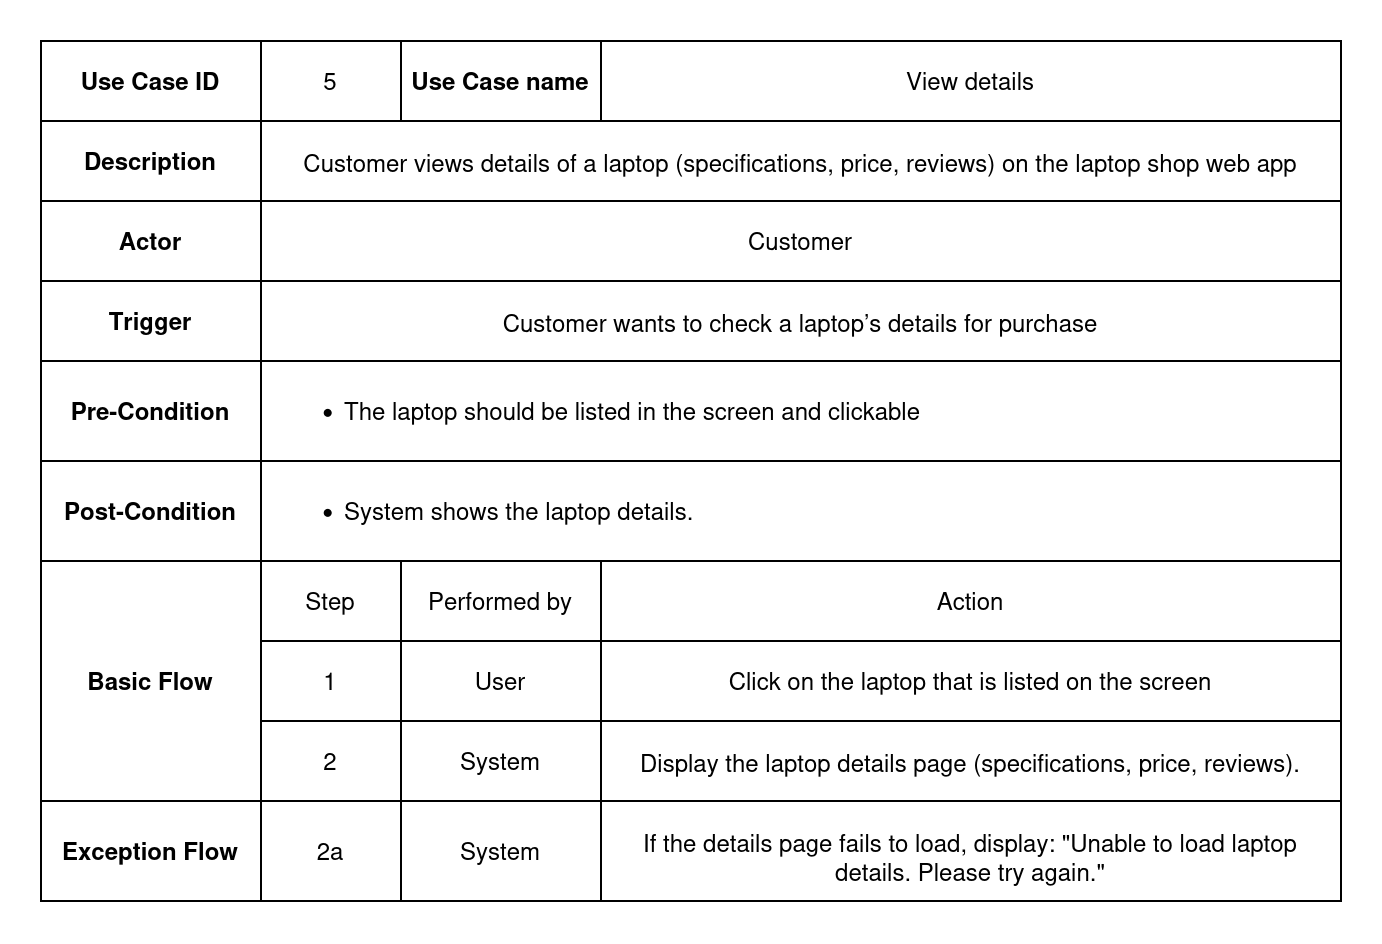 Use Case ID 5 Use Case name View details
Description Customer views details of a laptop (specifications, price, reviews) on the laptop shop web app
Actor Customer
Trigger Customer wants to check a laptop’s details for purchase
Pre-Condition • The laptop should be listed in the screen and clickable
Post-Condition • System shows the laptop details.
Step Performed by Action
Basic Flow 1 User Click on the laptop that is listed on the screen
2 System Display the laptop details page (specifications, price, reviews).
Exception Flow 2a System If the details page fails to load, display: "Unable to load laptop
details. Please try again."